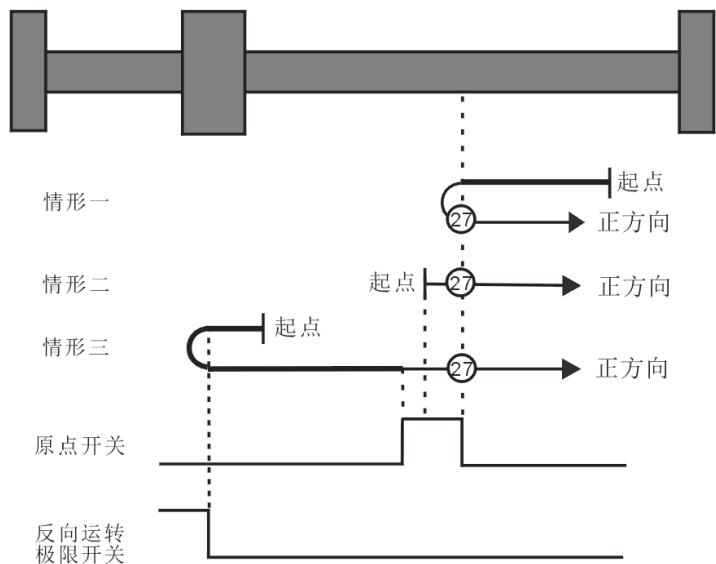 起点
情形一
27
正方向
情形二
起点
27
正方向
起点
情形三
27
正方向
原点开关
反向运转
极限开关